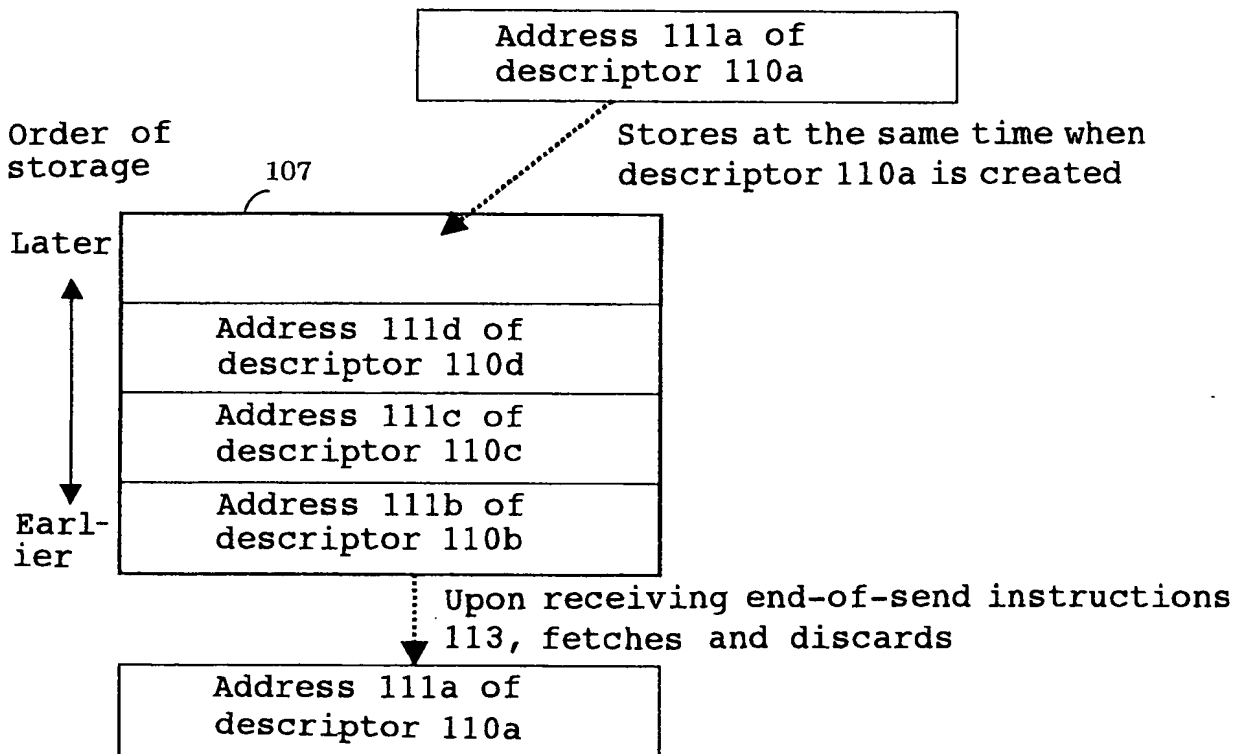 Address 111a of
descriptor 110a
Order of
storage
107
Stores at the same time when
descriptor 110a is created
Later
Address 111d of
descriptor 110d
Address 111c of
descriptor 110c
Address 111b of
descriptor 110b
Earl-
ier
Upon receiving end-of-send instructions
113, fetches and discards
Address 111a of
descriptor 110a